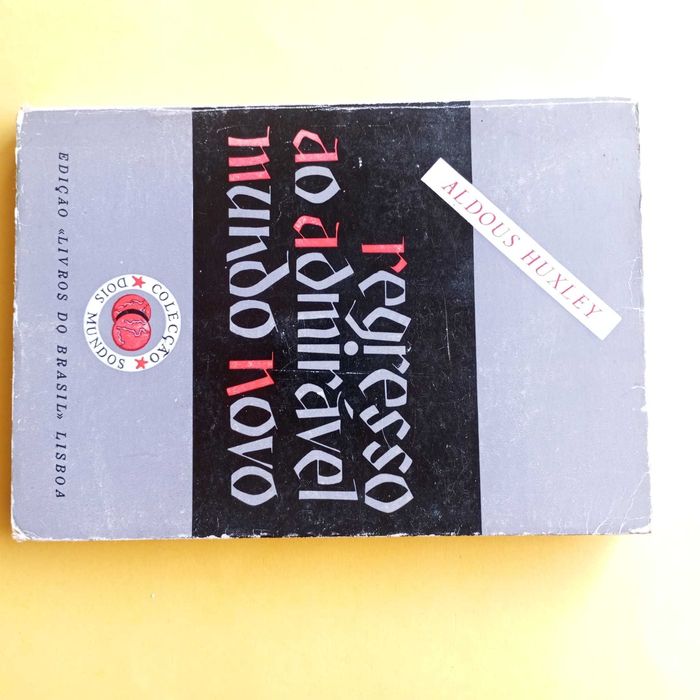 ALDOUS HUXLEY
regresso
ao admirável
mundo novo
COLECÇÃO
DOIS MUNDOS
EDIÇÃO «LIVROS DO BRASIL» LISBOA